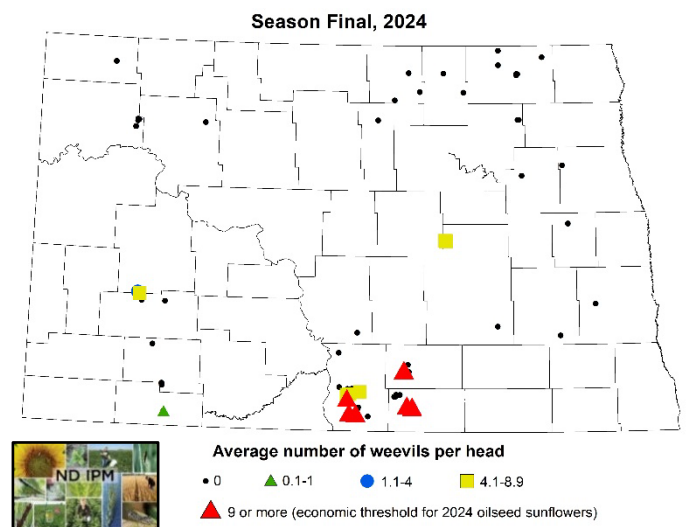 Season Final, 2024
Average number of weevils per head
0 0.1-1 1.1-4 4.1-8.9
9 or more (economic threshold for 2024 oilseed sunflowers)
ND IPM